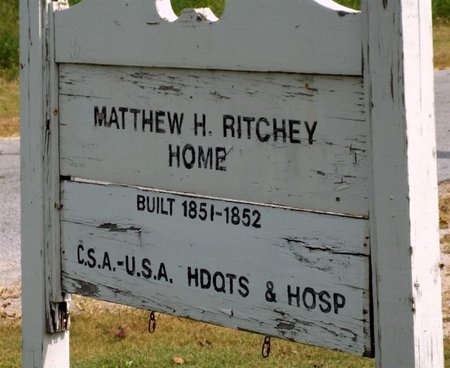 MATTHEW H. RITCHEY
HOME
BUILT 1851-1852
C.S.A.-U.S.A. HDQTS & HOSP